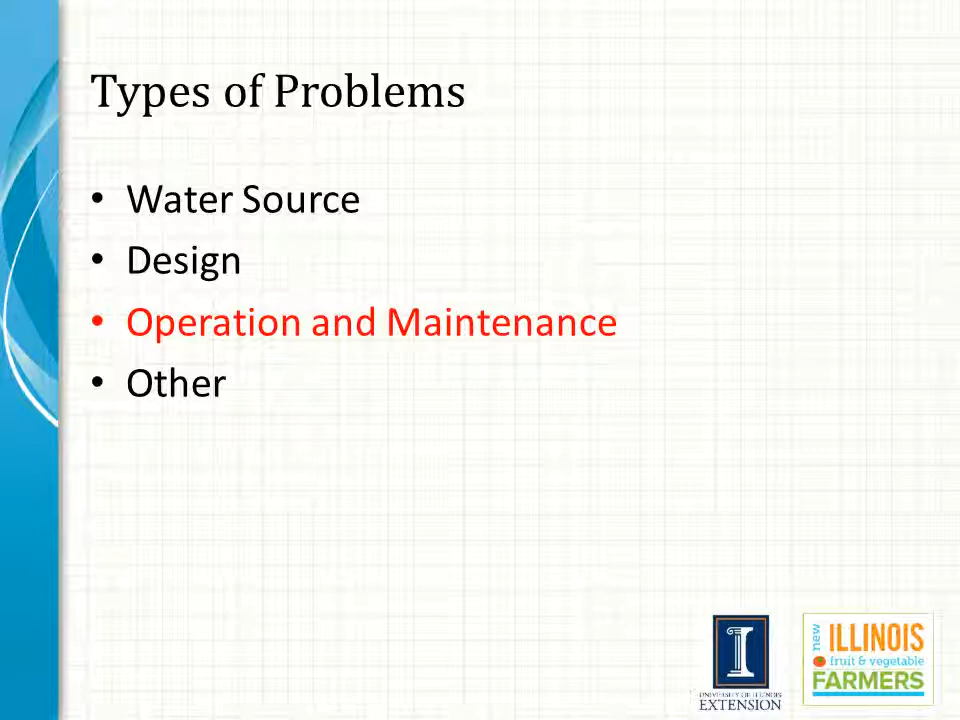 Types of Problems
• Water Source
• Design
• Operation and Maintenance
• Other
I
UNIVERSITY OF ILLINOIS
EXTENSION
new
ILLINOIS
fruit & vegetable
FARMERS